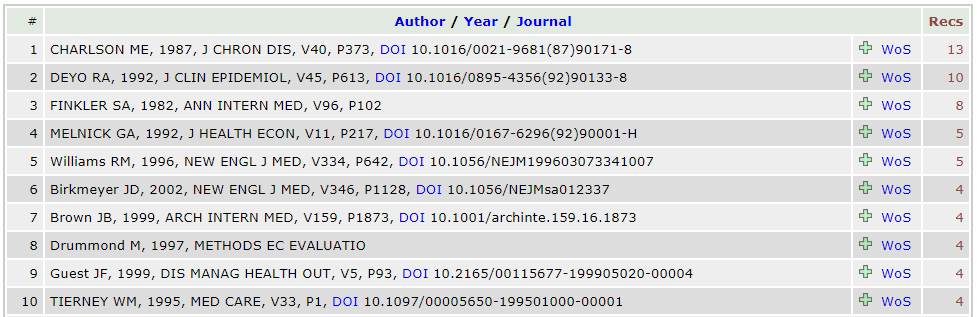 # Author / Year / Journal Recs
1 CHARLSON ME, 1987, J CHRON DIS, V40, P373, DOI 10.1016/0021-9681(87)90171-8 WoS 13
2 DEYO RA, 1992, J CLIN EPIDEMIOL, V45, P613, DOI 10.1016/0895-4356(92)90133-8 WoS 10
3 FINKLER SA, 1982, ANN INTERN MED, V96, P102 WoS 8
4 MELNICK GA, 1992, J HEALTH ECON, V11, P217, DOI 10.1016/0167-6296(92)90001-H WoS 5
5 Williams RM, 1996, NEW ENGL J MED, V334, P642, DOI 10.1056/NEJM199603073341007 WoS 5
6 Birkmeyer JD, 2002, NEW ENGL J MED, V346, P1128, DOI 10.1056/NEJMsa012337 WoS 4
7 Brown JB, 1999, ARCH INTERN MED, V159, P1873, DOI 10.1001/archinte.159.16.1873 WoS 4
8 Drummond M, 1997, METHODS EC EVALUATIO WoS 4
9 Guest JF, 1999, DIS MANAG HEALTH OUT, V5, P93, DOI 10.2165/00115677-199905020-00004 WoS 4
10 TIERNEY WM, 1995, MED CARE, V33, P1, DOI 10.1097/00005650-199501000-00001 WoS 4